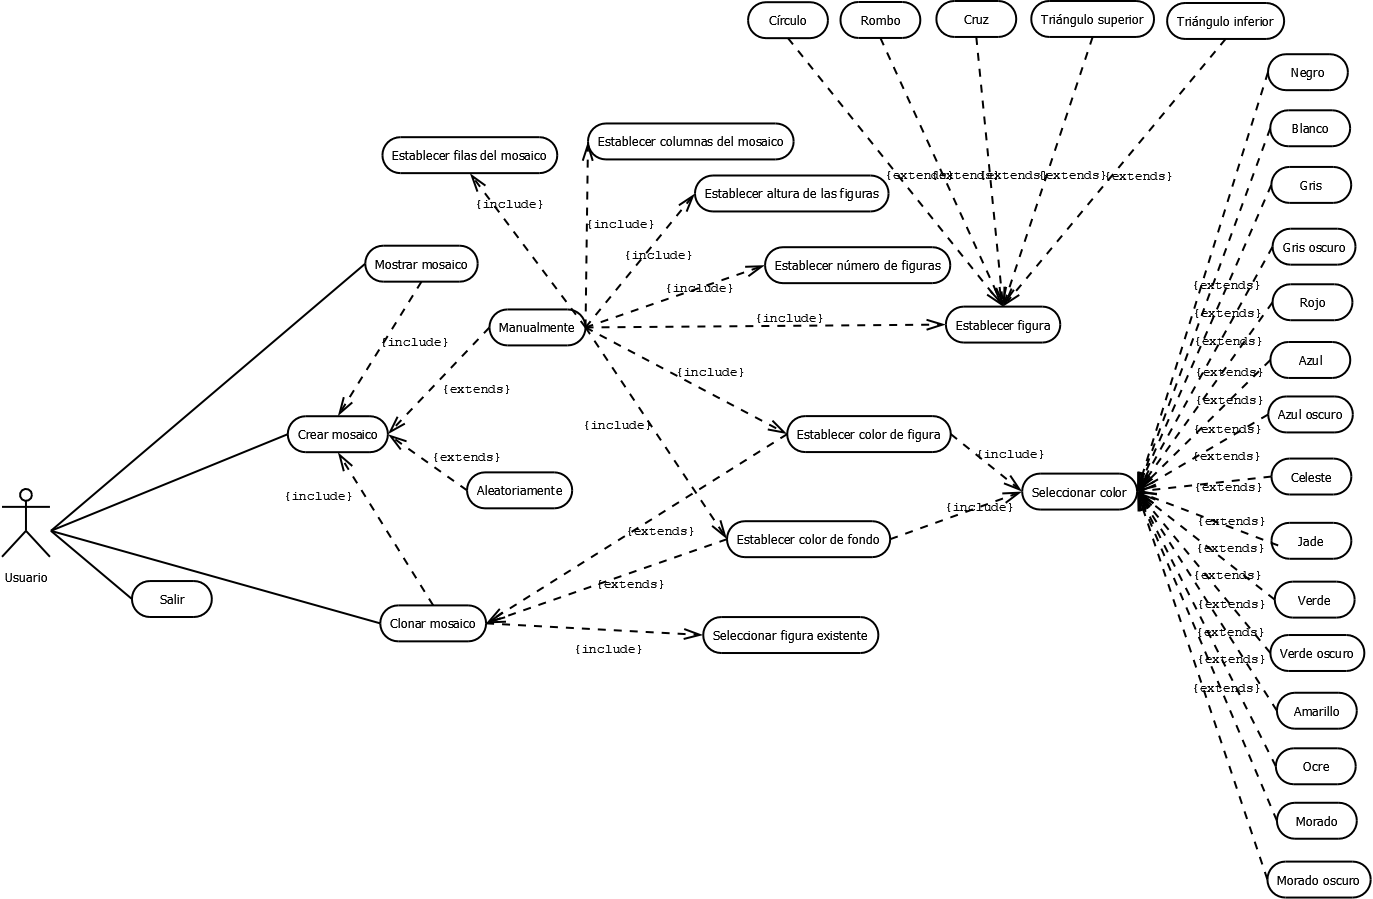 Círculo
Rombo
Cruz
Triángulo superior
Triángulo inferior
Negro
Blanco
Establecer filas del mosaico
Establecer columnas del mosaico
{extends}
{extends}
{extends}
{extends}
{extends}
Gris
Establecer altura de las figuras
{include}
{include}
Gris oscuro
Mostrar mosaico
{include}
Establecer número de figuras
{include}
{extends}
Rojo
Manualmente
{include}
Establecer figura
{extends}
{include}
{extends}
Azul
{include}
{extends}
{extends}
{extends}
Azul oscuro
Crear mosaico
{include}
Establecer color de figura
{extends}
{extends}
{include}
{extends}
Celeste
Aleatoriamente
{include}
Seleccionar color
{extends}
{include}
{extends}
Usuario
{extends}
Establecer color de fondo
Jade
{extends}
{extends}
{extends}
Salir
Verde
{extends}
Clonar mosaico
Seleccionar figura existente
{extends}
{include}
Verde oscuro
{extends}
{extends}
Amarillo
Ocre
Morado
Morado oscuro